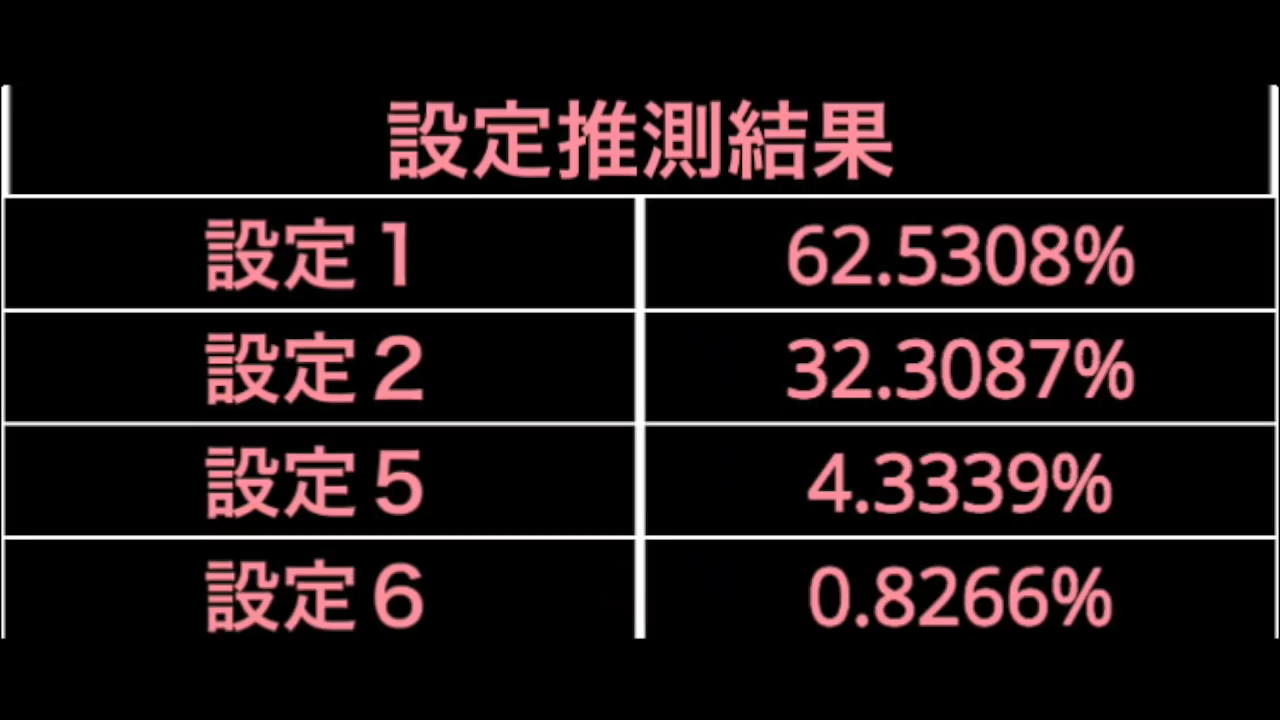 設定推測結果
設定１ 62.5308%
設定２ 32.3087%
設定５ 4.3339%
設定６ 0.8266%